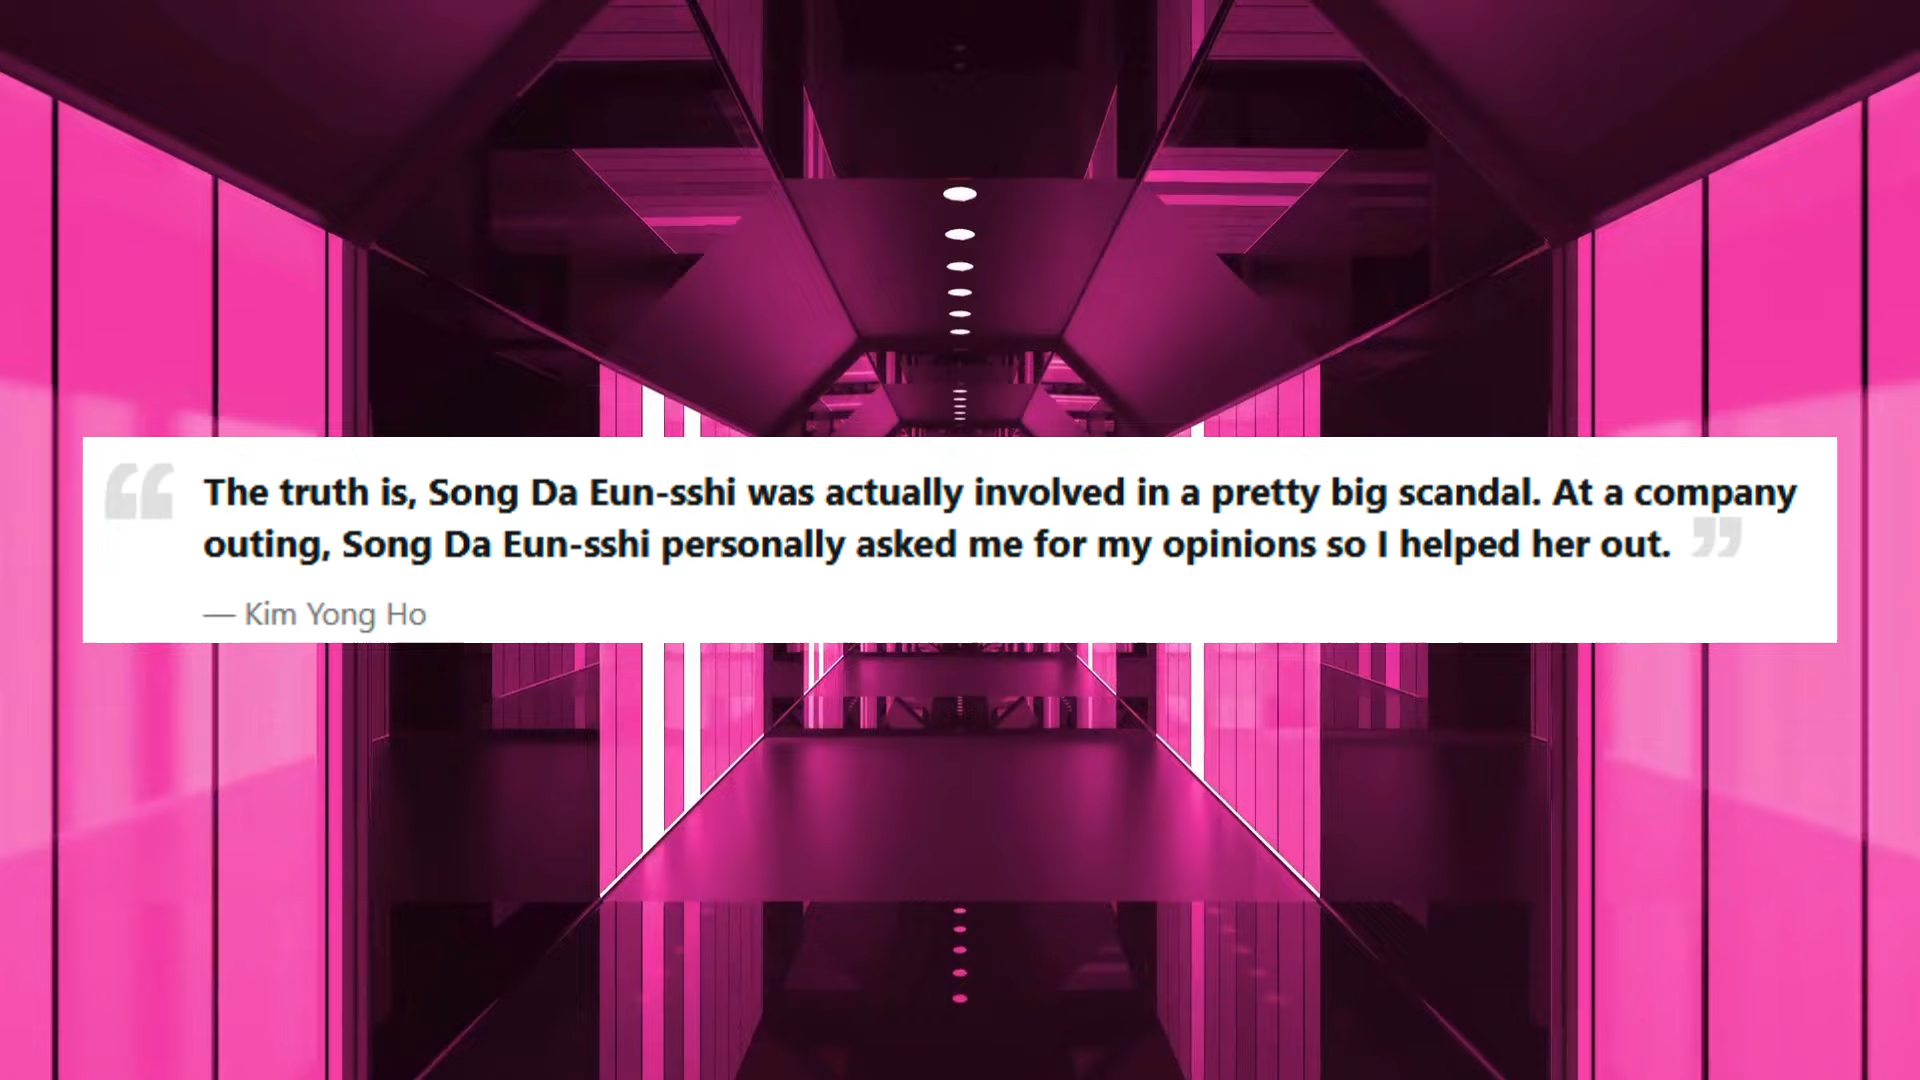 “ The truth is, Song Da Eun-sshi was actually involved in a pretty big scandal. At a company
outing, Song Da Eun-sshi personally asked me for my opinions so I helped her out. ”
— Kim Yong Ho